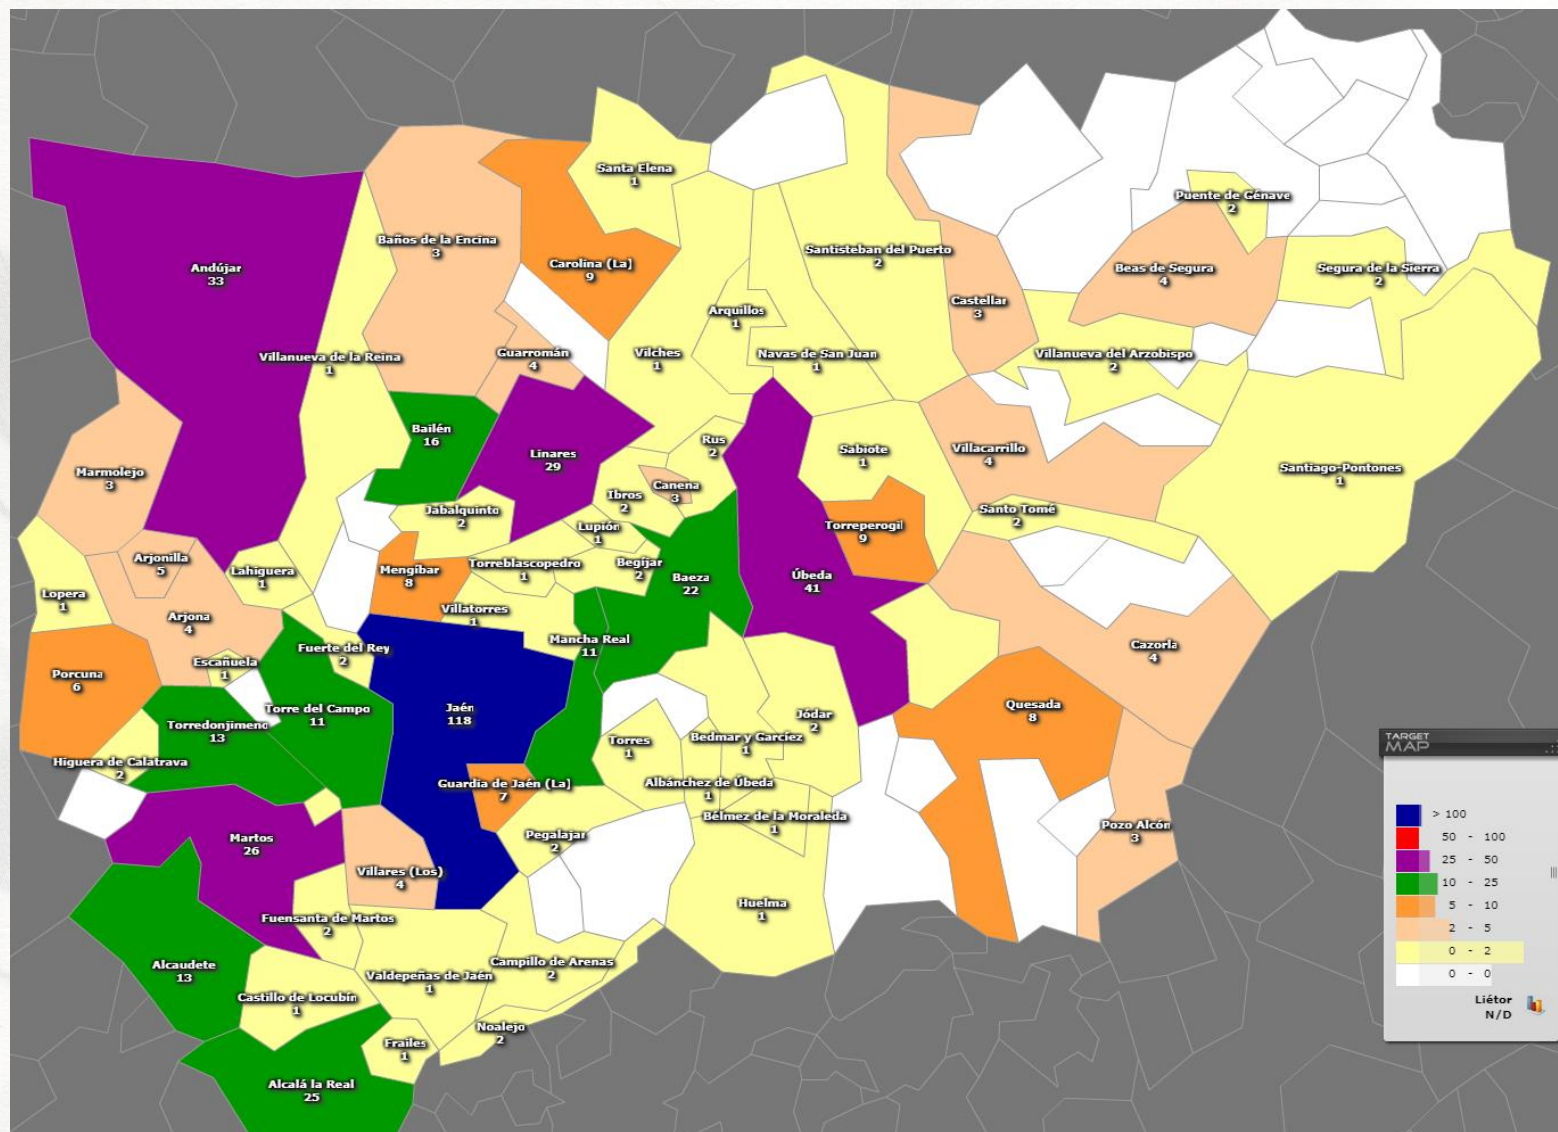 Santa Elena
1
Puente de Génave
2
Baños de la Encina
3
Carolina (La)
9
Santisteban del Puerto
2
Andújar
33
Beas de Segura
4
Segura de la Sierra
2
Castellar
3
Arquillos
1
Villanueva de la Reina
1
Guarromán
4
Vilches
1
Navas de San Juan
1
Villanueva del Arzobispo
2
Bailén
16
Linares
29
Rus
2
Sabiote
1
Villacarrillo
4
Santiago-Pontones
1
Marmolejo
3
Canena
3
Ibros
2
Jabalquinto
2
Lupión
1
Torreperogil
9
Santo Tomé
2
Arjonilla
5
Lahiguera
1
Mengíbar
8
Torreblascopedro
1
Begíjar
2
Baeza
22
Úbeda
41
Lopera
1
Arjona
4
Villatorres
1
Mancha Real
11
Cazorla
4
Fuerte del Rey
2
Escañuela
1
Porcuna
6
Torre del Campo
11
Jaén
118
Quesada
8
Torredonjimeno
13
Jódar
2
Torres
1
Bedmar y Garcíez
1
Higuera de Calatrava
2
Guardia de Jaén (La)
7
Albánchez de Úbeda
1
Bélmez de la Moraleda
1
Pozo Alcón
3
Martos
26
Pegalajar
2
Villares (Los)
4
Huelma
1
Fuensanta de Martos
2
Alcaudete
13
Valdepeñas de Jaén
1
Campillo de Arenas
2
Castillo de Locubín
1
Noalejo
2
Frailes
1
Alcalá la Real
25
TARGET
MAP
> 100
50 - 100
25 - 50
10 - 25
5 - 10
2 - 5
0 - 2
0 - 0
Liétor
N/D